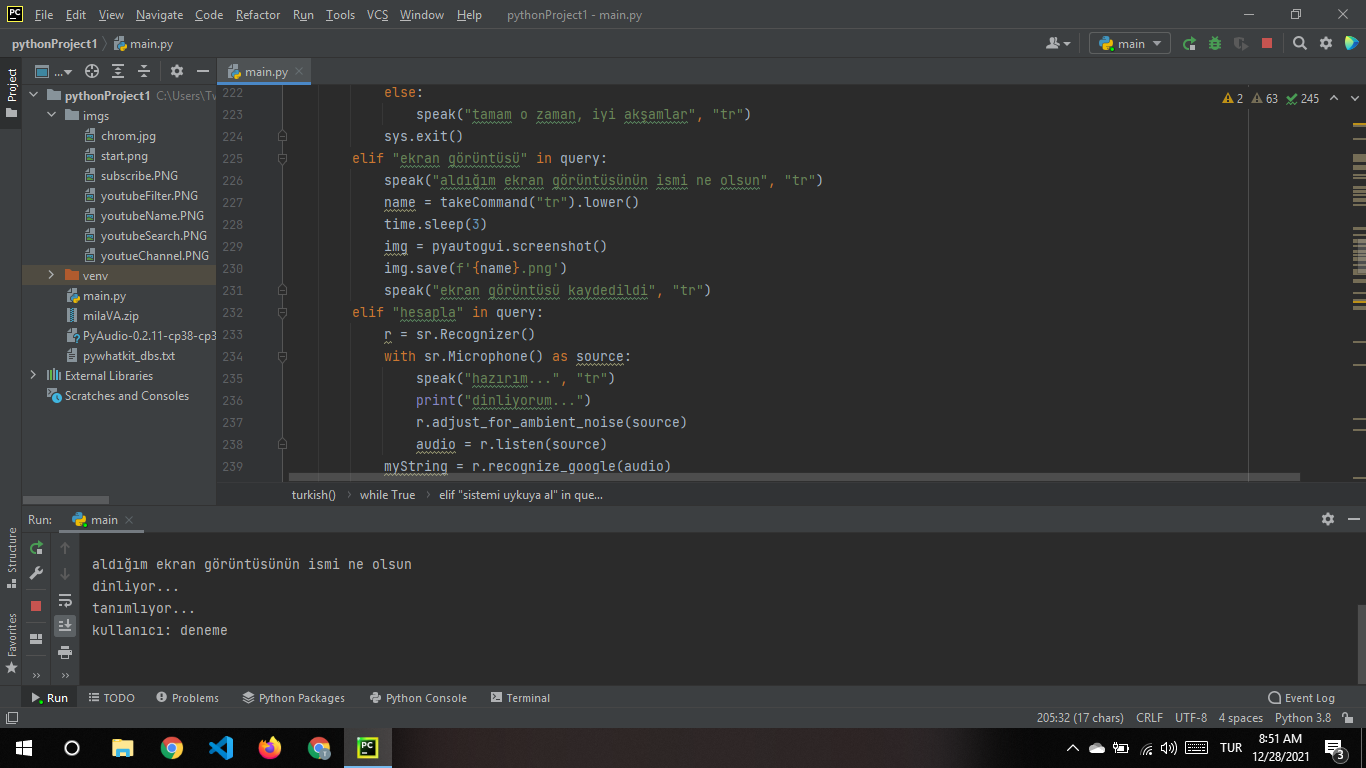 PC File Edit View Navigate Code Refactor Run Tools VCS Window Help pythonProject1 - main.py
pythonProject1 main.py main
Project ... main.py
pythonProject1 C:\Users\Tw
imgs
chrom.jpg
start.png
subscribe.PNG
youtubeFilter.PNG
youtubeName.PNG
youtubeSearch.PNG
youtueChannel.PNG
venv
main.py
milaVA.zip
PyAudio-0.2.11-cp38-cp3
pywhatkit_dbs.txt
External Libraries
Scratches and Consoles
2 63 245
222 else:
223 speak("tamam o zaman, iyi akşamlar", "tr")
224 sys.exit()
225 elif "ekran görüntüsü" in query:
226 speak("aldığım ekran görüntüsünün ismi ne olsun", "tr")
227 name = takeCommand("tr").lower()
228 time.sleep(3)
229 img = pyautogui.screenshot()
230 img.save(f'{name}.png')
231 speak("ekran görüntüsü kaydedildi", "tr")
232 elif "hesapla" in query:
233 r = sr.Recognizer()
234 with sr.Microphone() as source:
235 speak("hazırım...", "tr")
236 print("dinliyorum...")
237 r.adjust_for_ambient_noise(source)
238 audio = r.listen(source)
239 myString = r.recognize_google(audio)
turkish() while True elif "sistemi uykuya al" in que...
Run: main
aldığım ekran görüntüsünün ismi ne olsun
dinliyor...
tanımlıyor...
kullanıcı: deneme
Structure
Favorites
Run TODO Problems Python Packages Python Console Terminal Event Log
205:32 (17 chars) CRLF UTF-8 4 spaces Python 3.8
PC TUR 8:51 AM
12/28/2021 3